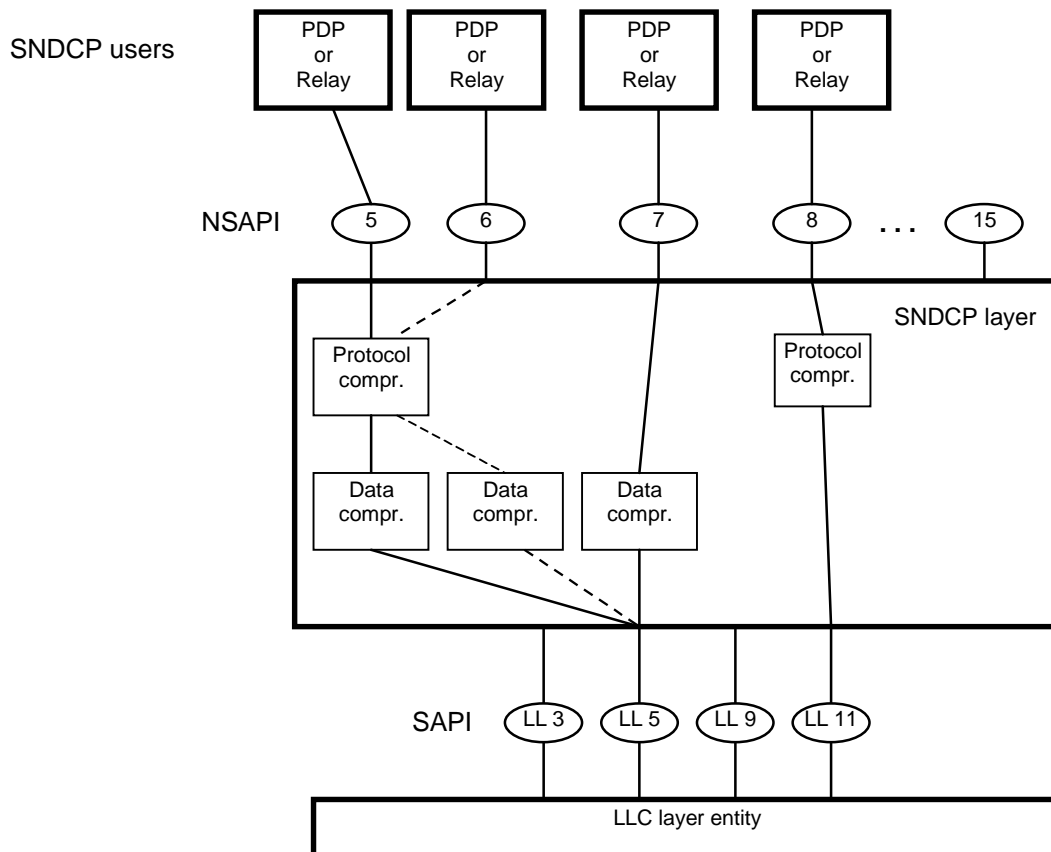 SNDCP users
PDP
or
Relay
PDP
or
Relay
PDP
or
Relay
PDP
or
Relay
NSAPI
5
6
7
8
. . .
15
SNDCP layer
Protocol
compr.
Protocol
compr.
Data
compr.
Data
compr.
Data
compr.
SAPI
LL 3
LL 5
LL 9
LL 11
LLC layer entity